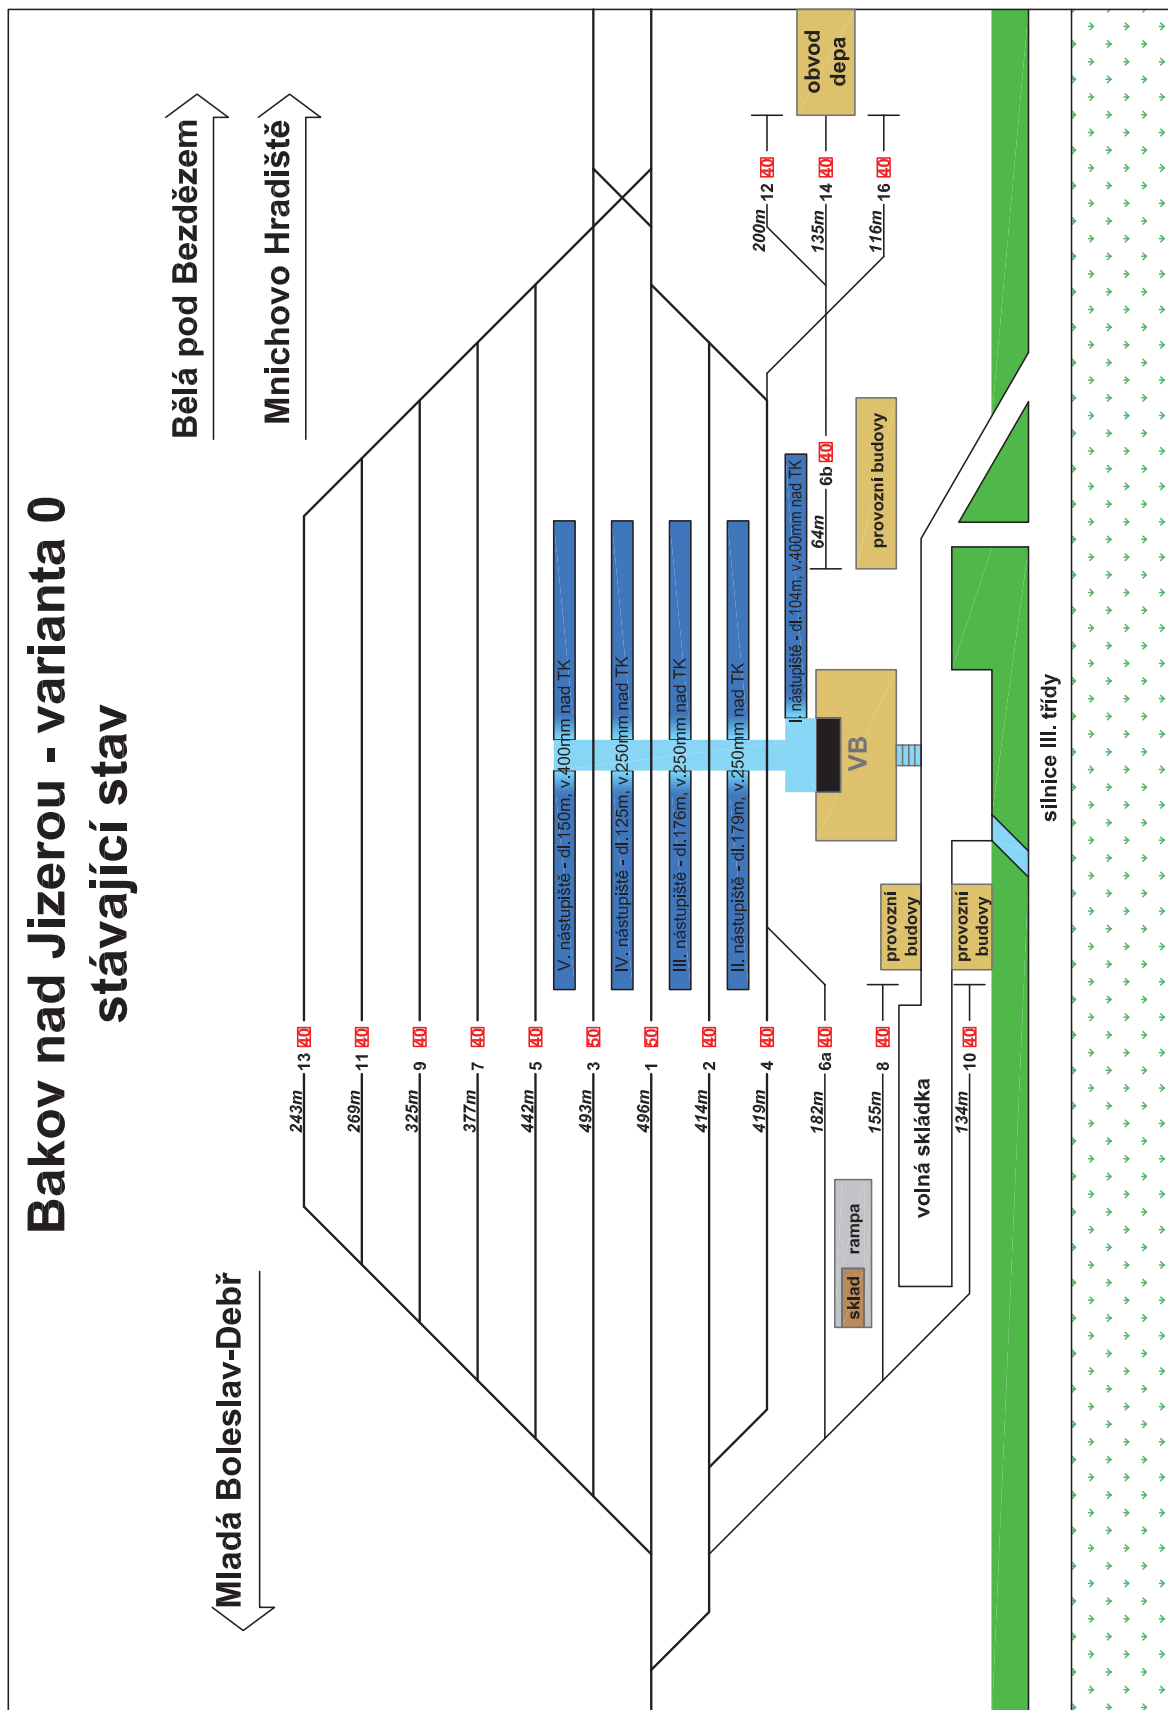 Bakov nad Jizerou - varianta 0
stávající stav
Mladá Boleslav-Debř
Bělá pod Bezdězem
Mnichovo Hradiště
243m 13 40
269m 11 40
325m 9 40
377m 7 40
442m 5 40
V. nástupiště - dl.150m, v.400mm nad TK
493m 3 50
IV. nástupiště - dl.125m, v.250mm nad TK
496m 1 50
III. nástupiště - dl.176m, v.250mm nad TK
414m 2 40
II. nástupiště - dl.179m, v.250mm nad TK
419m 4 40
200m 12 40
I. nástupiště - dl.104m, v.400mm nad TK
182m 6a 40
64m 6b 40
135m 14 40
obvod
depa
sklad rampa
VB
155m 8 40
116m 16 40
provozní budovy
provozní
budovy
volná skládka
134m 10 40
provozní
budovy
silnice III. třídy